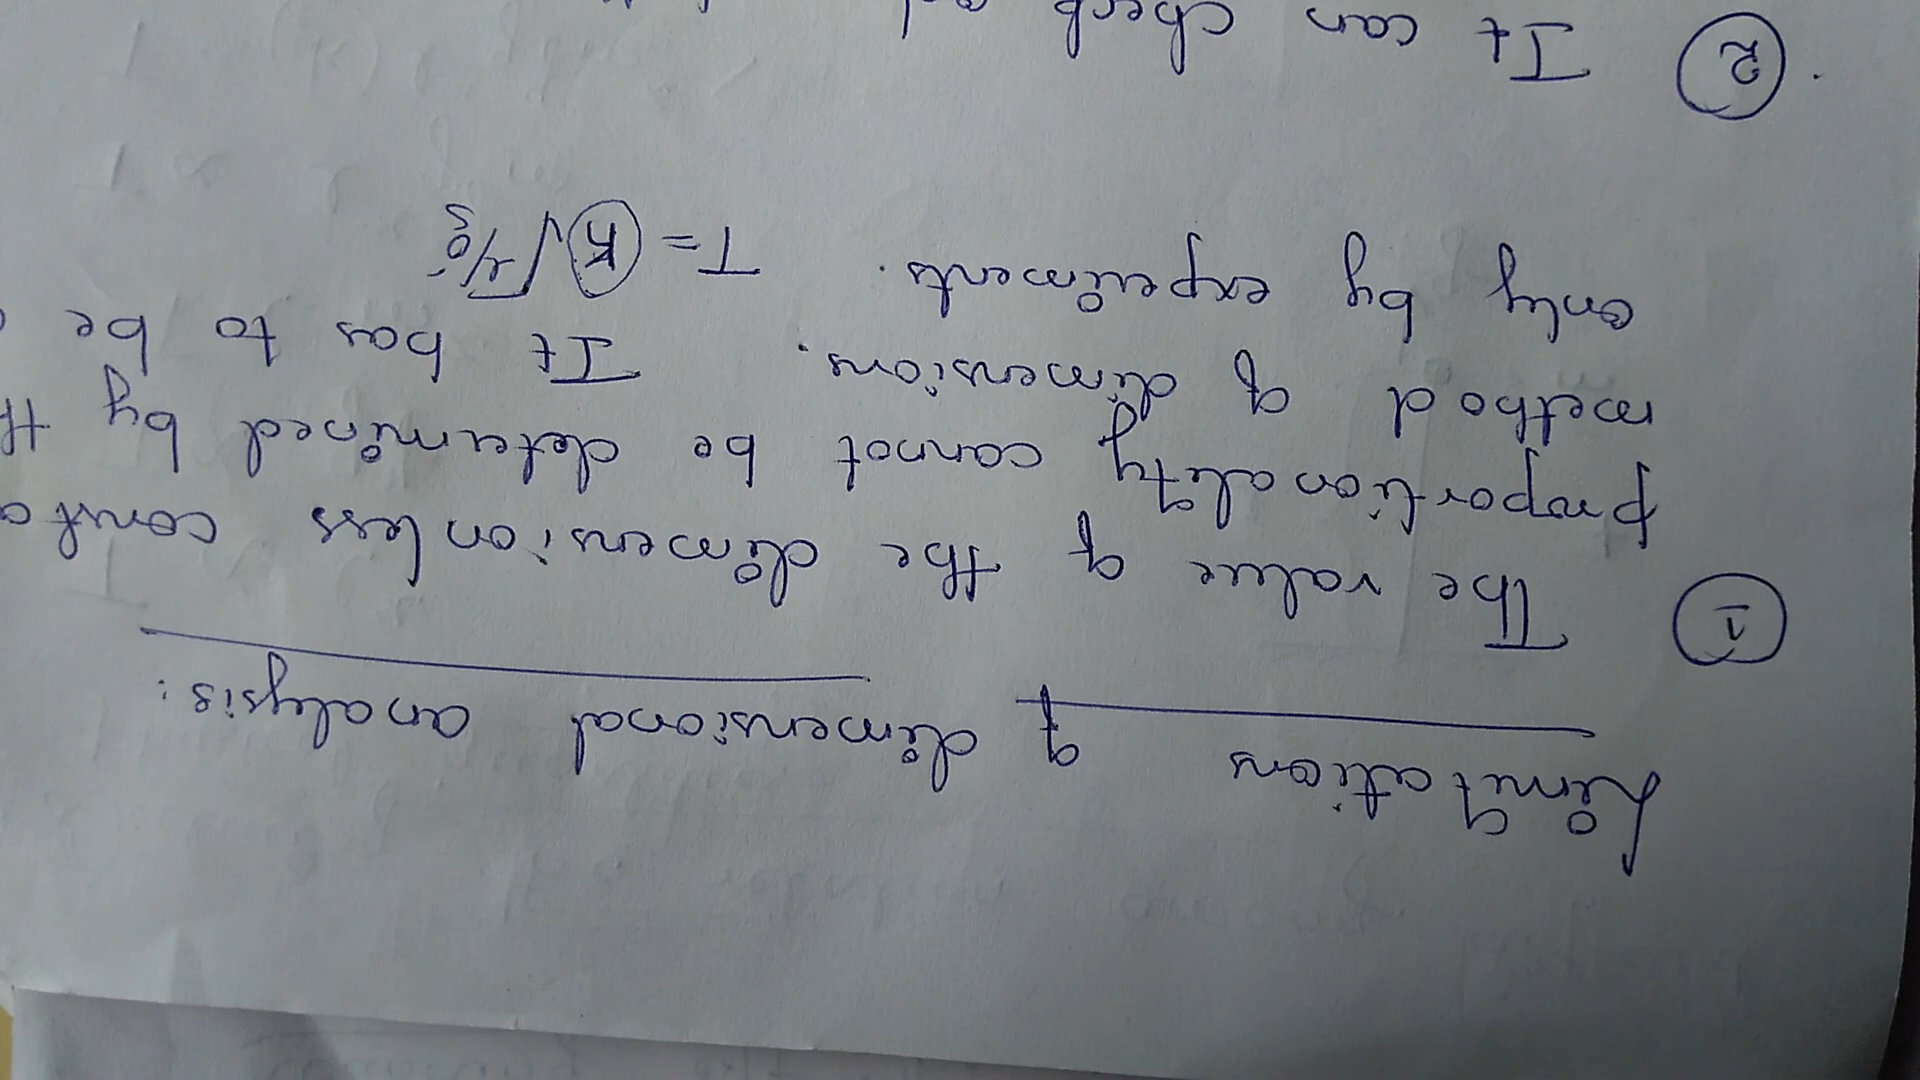 Limitations of dimensional analysis:
① The value of the dimensionless
proportionality cannot be determined by
method of dimensions. It has to be
only by experiments. T = K√l/g
② It can check